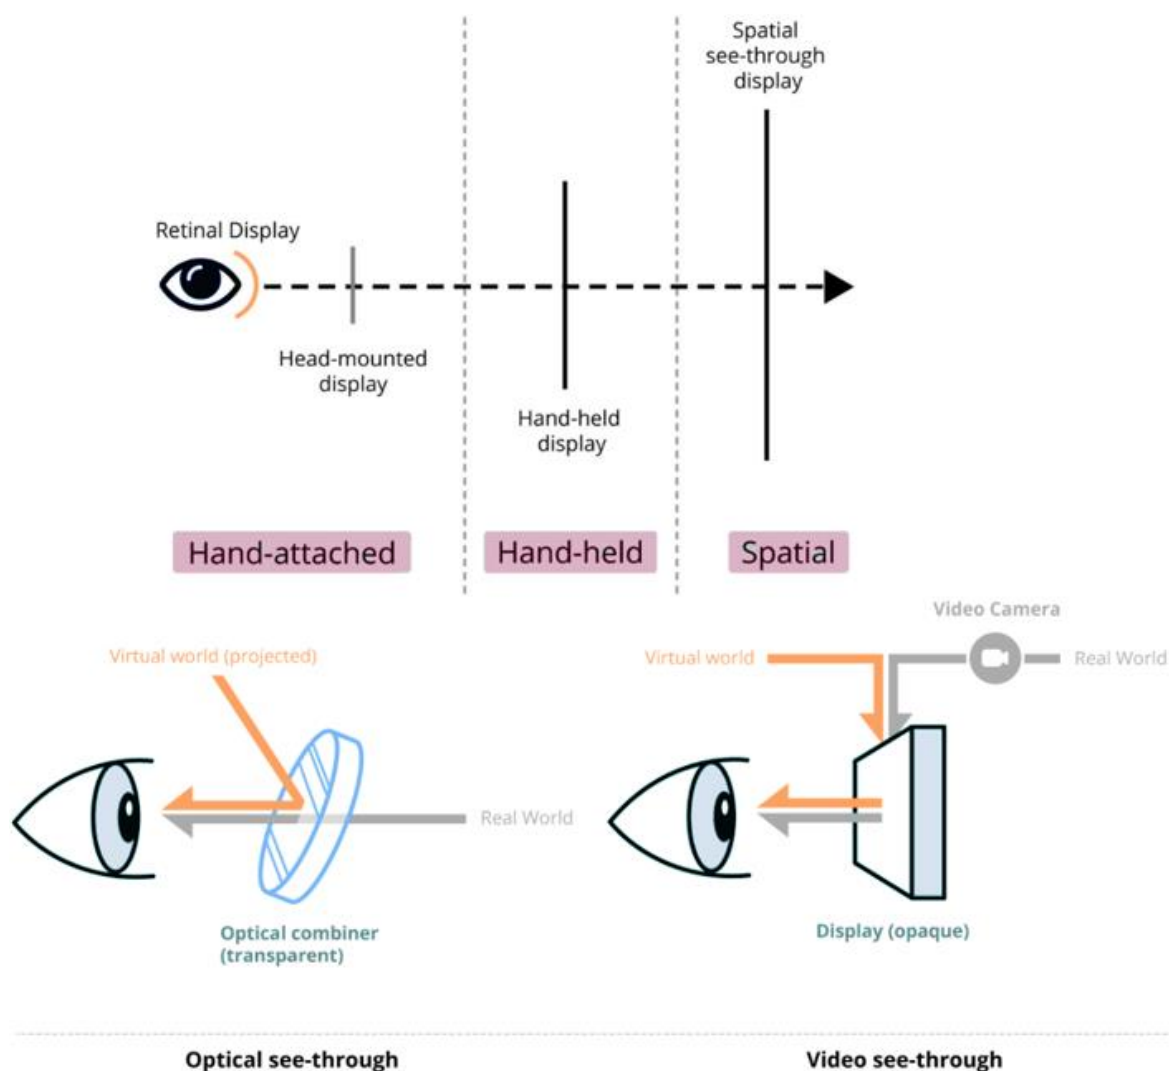 Spatial
see-through
display
Retinal Display
Head-mounted
display
Hand-held
display
Hand-attached
Hand-held
Spatial
Video Camera
Virtual world (projected)
Virtual world
Real World
Real World
Optical combiner
(transparent)
Display (opaque)
Optical see-through
Video see-through